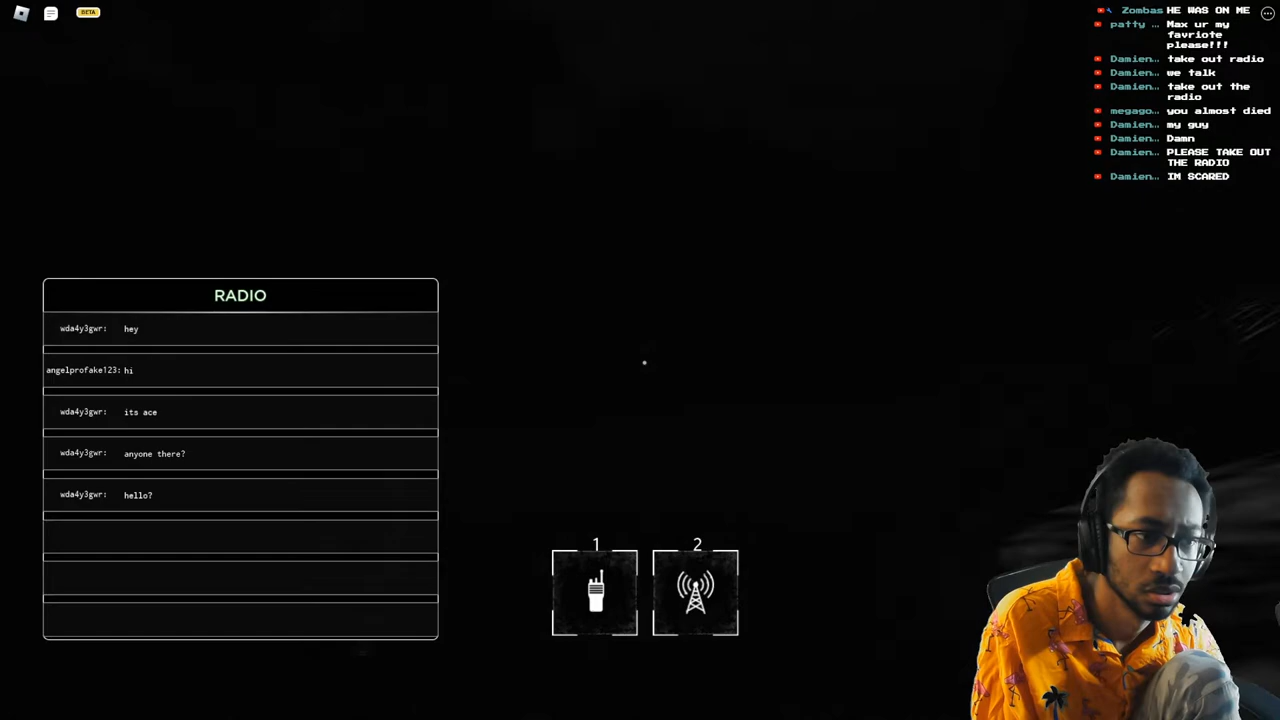 BETA
Zombas HE WAS ON ME
patty … Max ur my
favriote
please!!!
Damien… take out radio
Damien… we talk
Damien… take out the
radio
megago… you almost died
Damien… my guy
Damien… Damn
Damien… PLEASE TAKE OUT
THE RADIO
Damien… IM SCARED
RADIO
wda4y3gwr: hey
angelprofake123: hi
wda4y3gwr: its ace
wda4y3gwr: anyone there?
wda4y3gwr: hello?
1 2